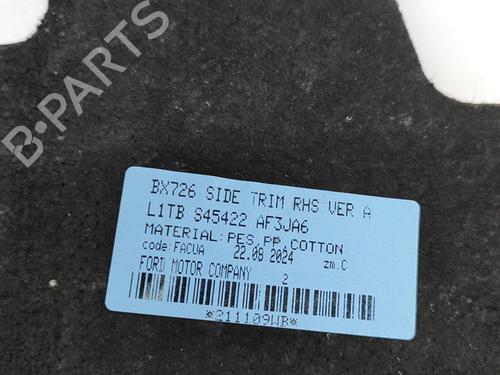 B-PARTS
BX726 SIDE TRIM RHS VER A
L1TB S45422 AF3JA6
MATERIAL:PES,PP,COTTON
code:FACUA 22.08 2024 zm.C
FORD MOTOR COMPANY 2
*211109WB*